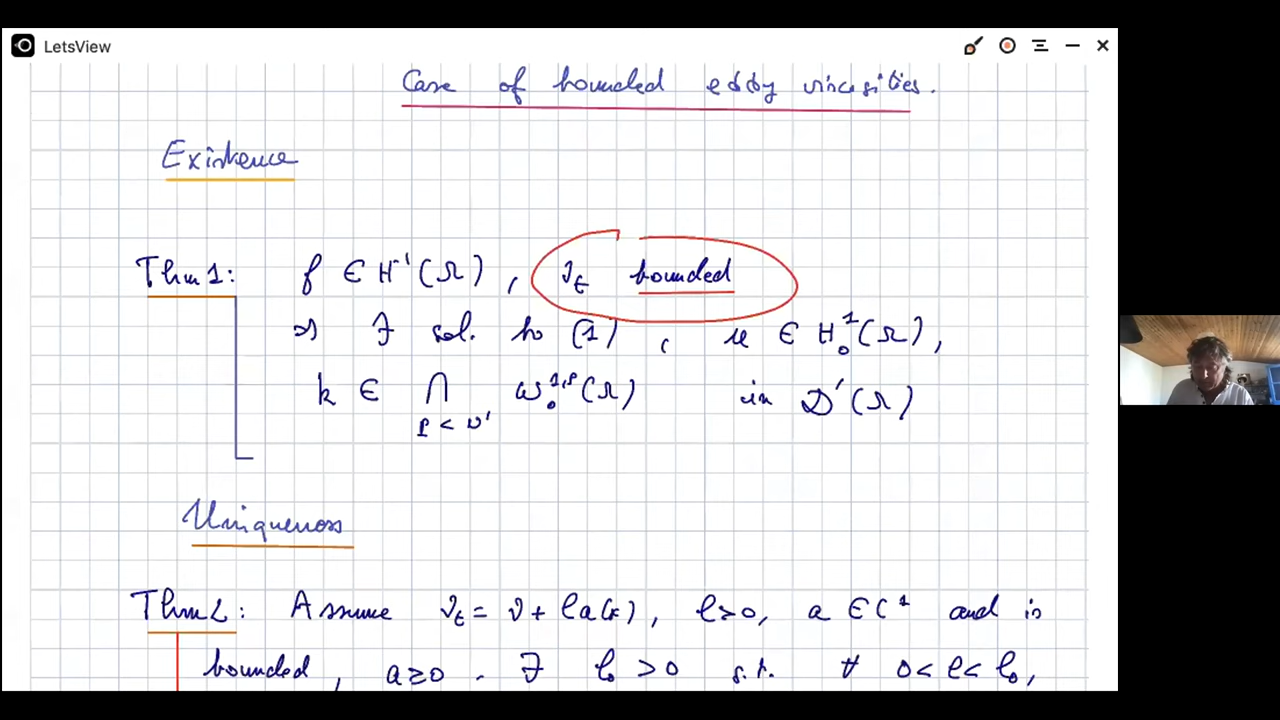 LetsView
Case of bounded eddy viscosities.
Existence
Thm 1: f ∈ H⁻¹(Ω), ν_t bounded
⇒ ∃ sol. to (1), u ∈ H₀¹(Ω),
k ∈ ⋂_{p < N'} W₀^{1,p}(Ω) in D'(Ω)
Uniqueness
Thm 2: Assume ν_t = ν + ℓa(k), ℓ>0, a ∈ C¹ and is
bounded, a≥0. ∃ ℓ₀ >0 s.t. ∀ 0<ℓ<ℓ₀,